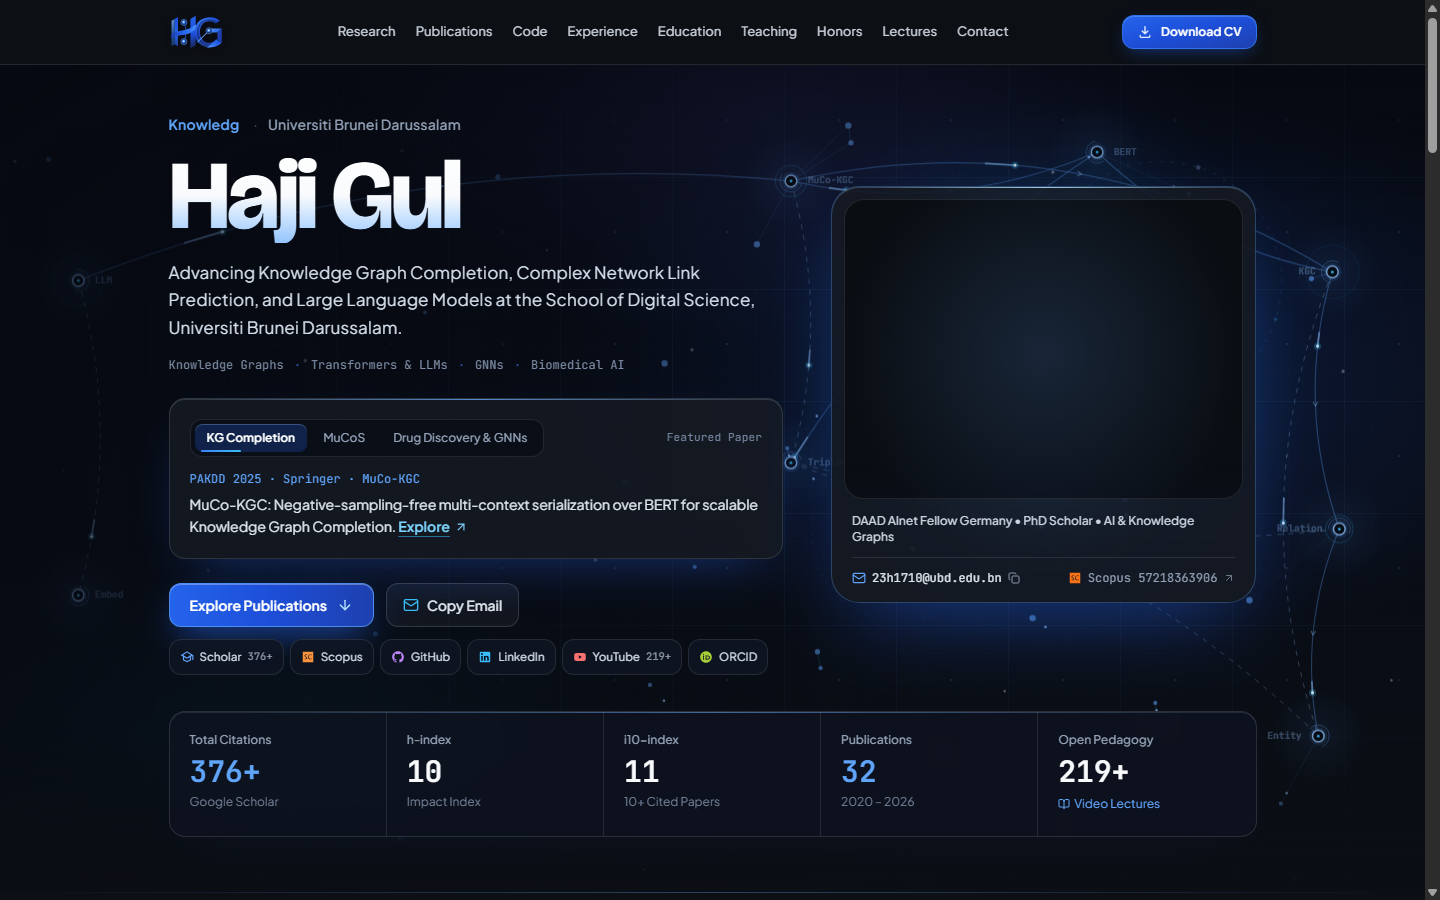 HG
Research
Publications
Code
Experience
Education
Teaching
Honors
Lectures
Contact
Download CV
Knowledg · Universiti Brunei Darussalam
Haji Gul
Advancing Knowledge Graph Completion, Complex Network Link
Prediction, and Large Language Models at the School of Digital Science,
Universiti Brunei Darussalam.
Knowledge Graphs · Transformers & LLMs · GNNs · Biomedical AI
KG Completion
MuCoS
Drug Discovery & GNNs
Featured Paper
PAKDD 2025 · Springer · MuCo-KGC
MuCo-KGC: Negative-sampling-free multi-context serialization over BERT for scalable
Knowledge Graph Completion. Explore
Explore Publications
Copy Email
Scholar 376+
SC Scopus
GitHub
in LinkedIn
YouTube 219+
iD ORCID
LLM
Embed
MuCo-KGC
BERT
KGC
Relation
Entity
DAAD AInet Fellow Germany • PhD Scholar • AI & Knowledge
Graphs
23h1710@ubd.edu.bn
SC Scopus 57218363906
Total Citations
376+
Google Scholar
h-index
10
Impact Index
i10-index
11
10+ Cited Papers
Publications
32
2020 – 2026
Open Pedagogy
219+
Video Lectures